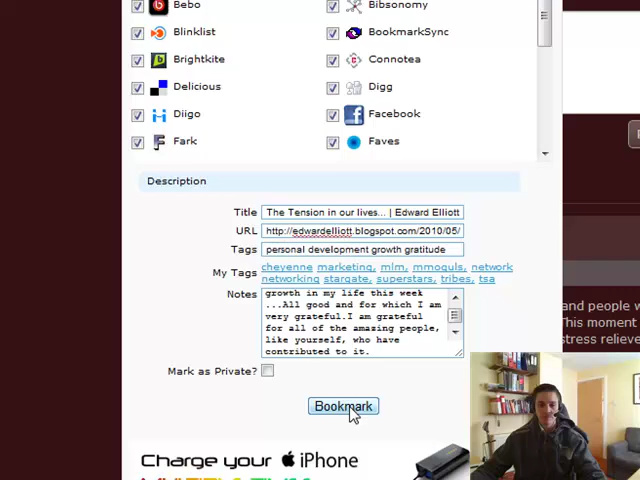 Bebo
Bibsonomy
Blinklist
BookmarkSync
Brightkite
Connotea
Delicious
Digg
Diigo
Facebook
Fark
Faves
Description
Title The Tension in our lives... | Edward Elliott
URL http://edwardelliott.blogspot.com/2010/05/
Tags personal development growth gratitude
My Tags cheyenne marketing, mlm, mmoguls, network
networking stargate, superstars, tribes, tsa
Notes growth in my life this week
...All good and for which I am
very grateful.I am grateful
for all of the amazing people,
like yourself, who have
contributed to it.
Mark as Private?
Bookmark
and people w
This moment
stress relieve
Charge your iPhone